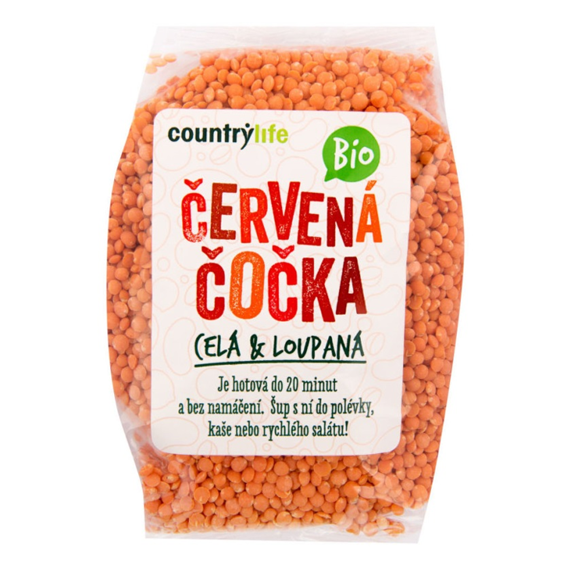 countrylife
Bio
ČERVENÁ
ČOČKA
CELÁ & LOUPANÁ
Je hotová do 20 minut
a bez namáčení. Šup s ní do polévky,
kaše nebo rychlého salátu!